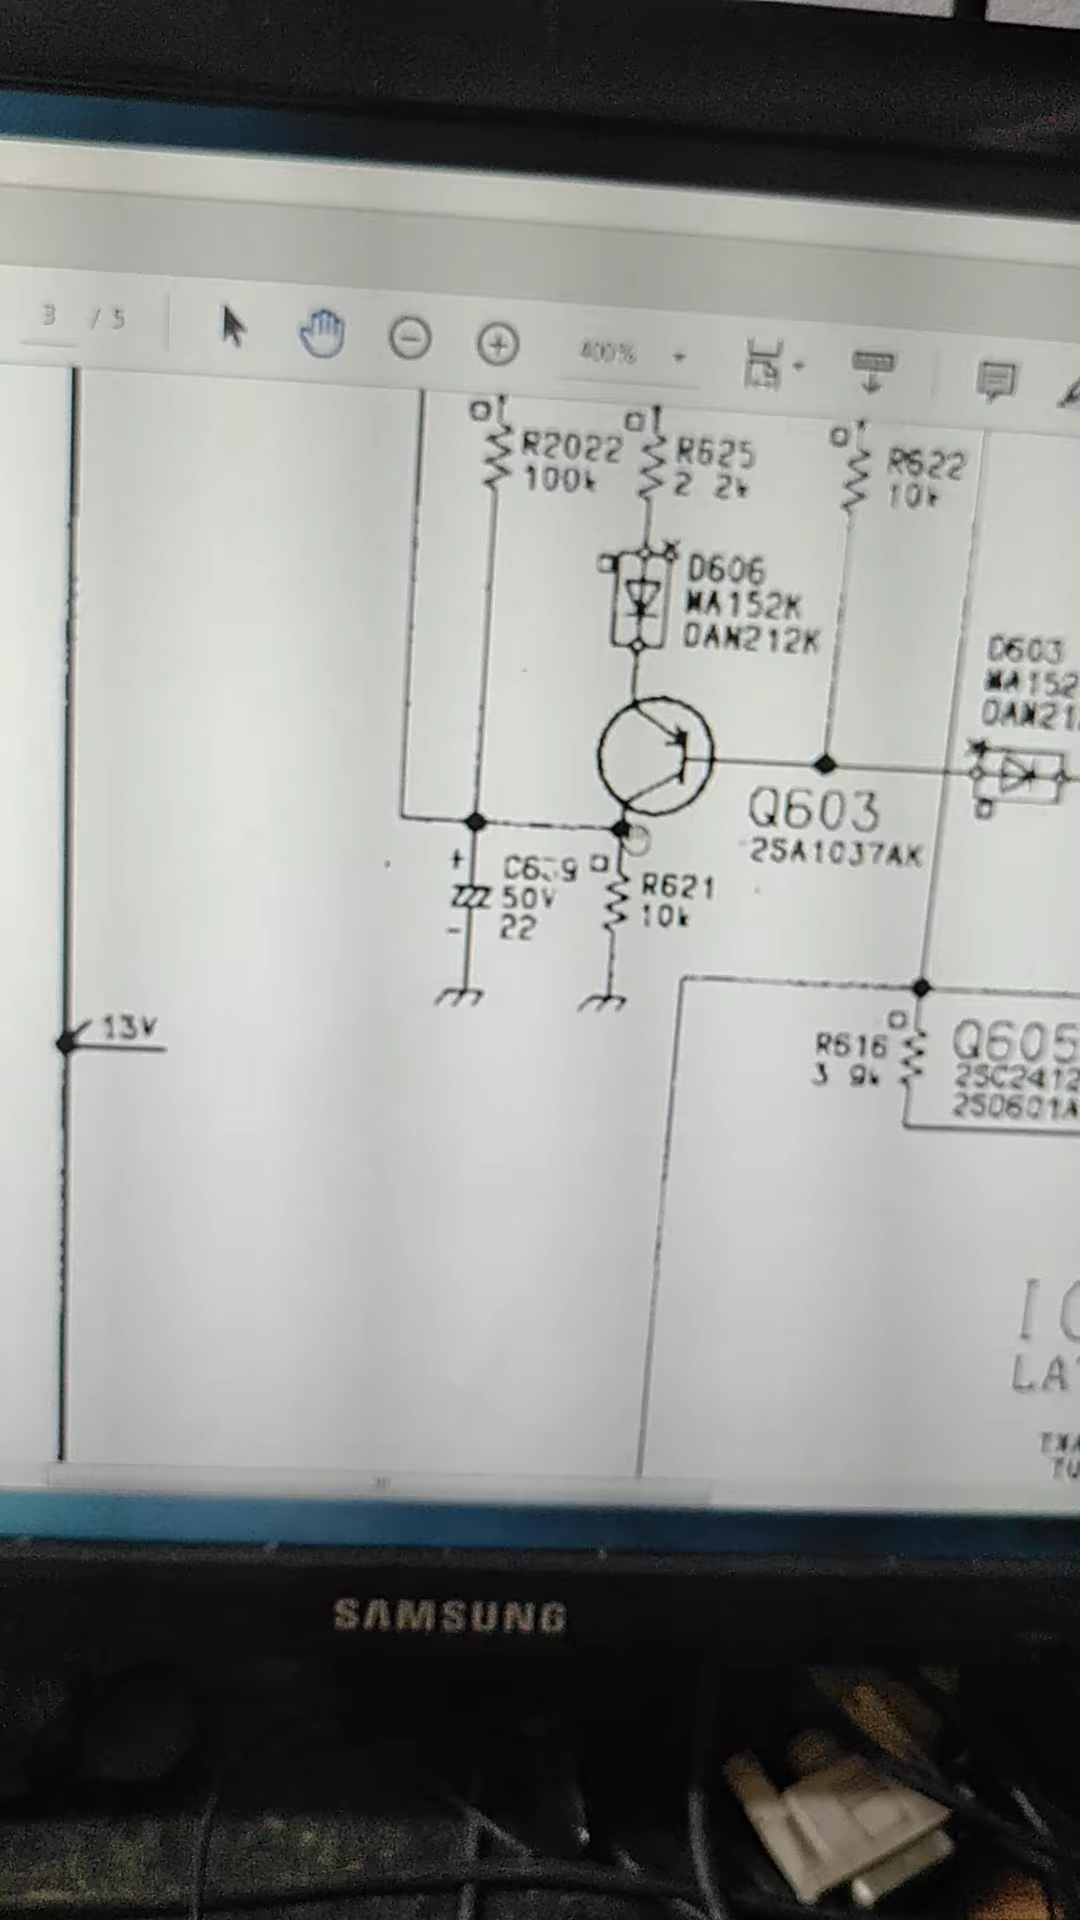 3 / 5
400%
R2022
100k
R625
2 2k
R622
10k
D606
MA152K
DAN212K
D603
MA152
DAN21
Q603
2SA1037AK
+
50V
22
-
R621
10k
13V
R616
3 9k
Q605
2SC2412
2SD601A
LA
SAMSUNG